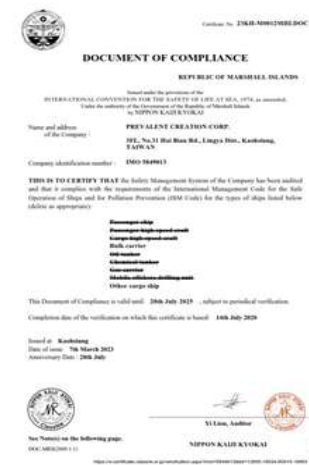 Certificate No. 23KH-M0012MHLDOC
DOCUMENT OF COMPLIANCE
REPUBLIC OF MARSHALL ISLANDS
Issued under the provisions of the
INTERNATIONAL CONVENTION FOR THE SAFETY OF LIFE AT SEA, 1974, as amended.
Under the authority of the Government of the Republic of Marshall Islands
by NIPPON KAIJI KYOKAI
Name and address of the Company : PREVALENT CREATION CORP.
No.31 Hai Bian Rd., Lingya Dist., Kaohsiung,
TAIWAN
Company identification number : IMO 5849013
THIS IS TO CERTIFY THAT the Safety Management System of the Company has been audited
and that it complies with the requirements of the International Management Code for the Safe
Operation of Ships and for Pollution Prevention (ISM Code) for the types of ships listed below
(delete as appropriate):
Passenger ship
Passenger high speed craft
Cargo high speed craft
Bulk carrier
Oil tanker
Chemical tanker
Gas carrier
Mobile offshore drilling unit
Other cargo ship
This Document of Compliance is valid until 20th July 2025 , subject to periodical verification.
Completion date of the verification on which this certificate is based: 14th July 2020
Issued at Kaohsiung
Date of issue 7th March 2023
Anniversary Date : 20th July
Yi Lion, Auditor
See Note(s) on the following page.
NIPPON KAIJI KYOKAI